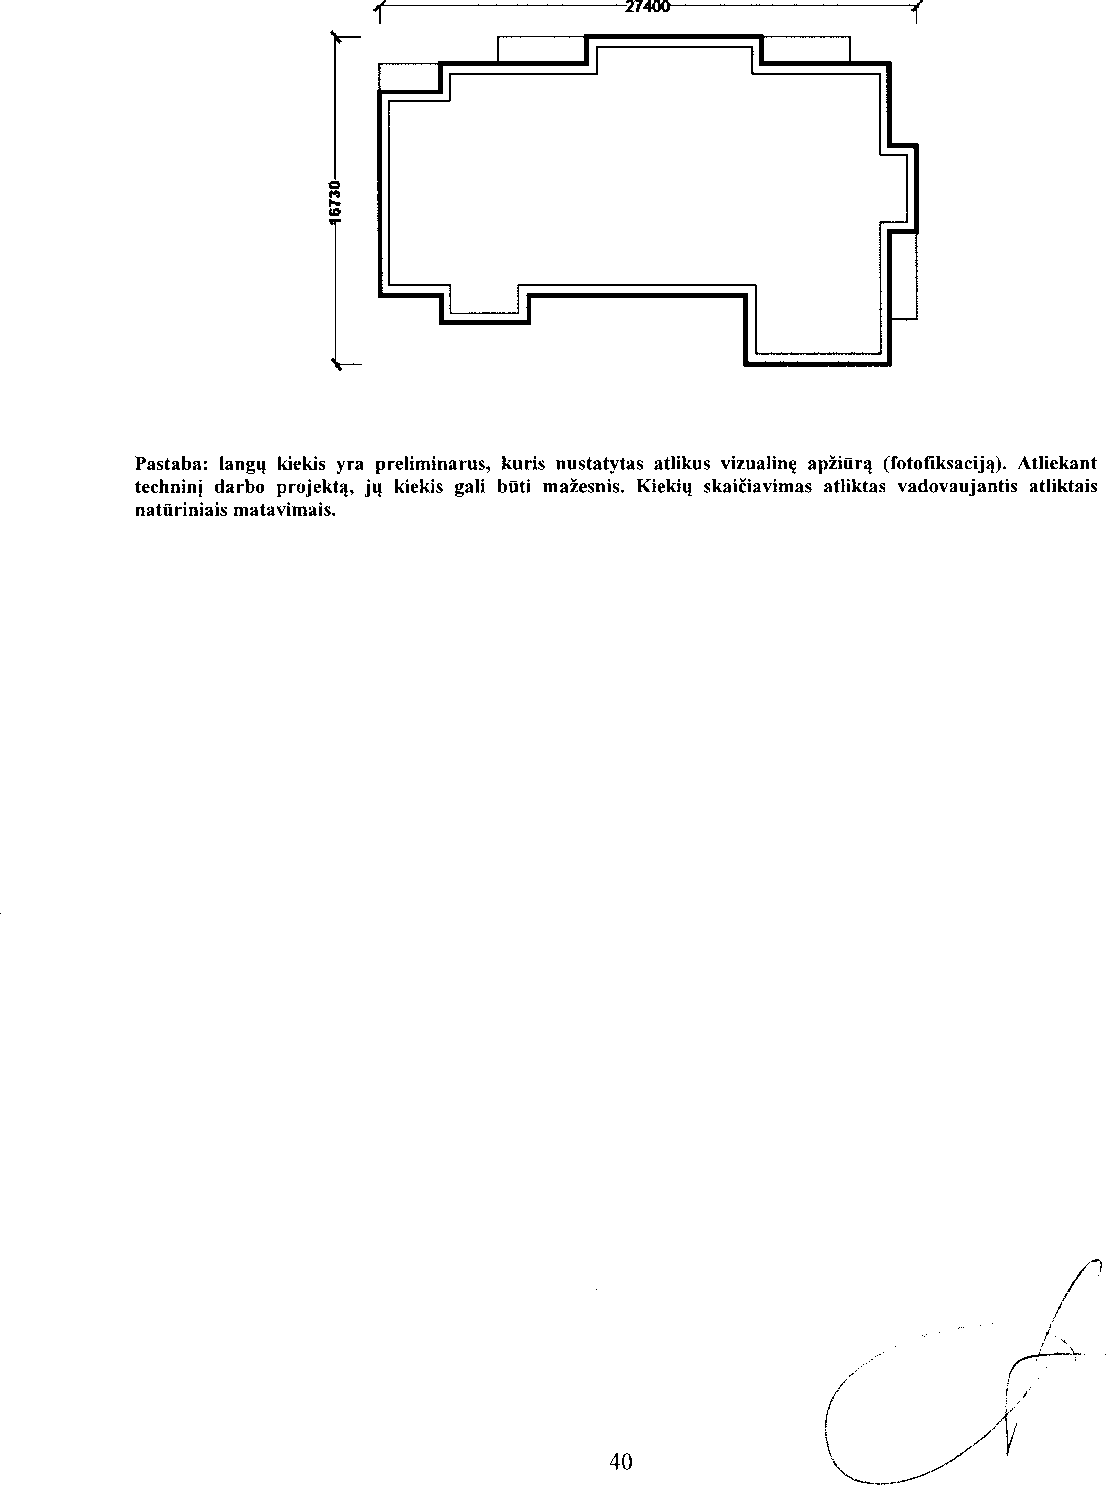 27400
16730
Pastaba: langų kiekis yra preliminarus, kuris nustatytas atlikus vizualinę apžiūrą (fotofiksaciją). Atliekant
techninį darbo projektą, jų kiekis gali būti mažesnis. Kiekių skaičiavimas atliktas vadovaujantis atliktais
natūriniais matavimais.
40